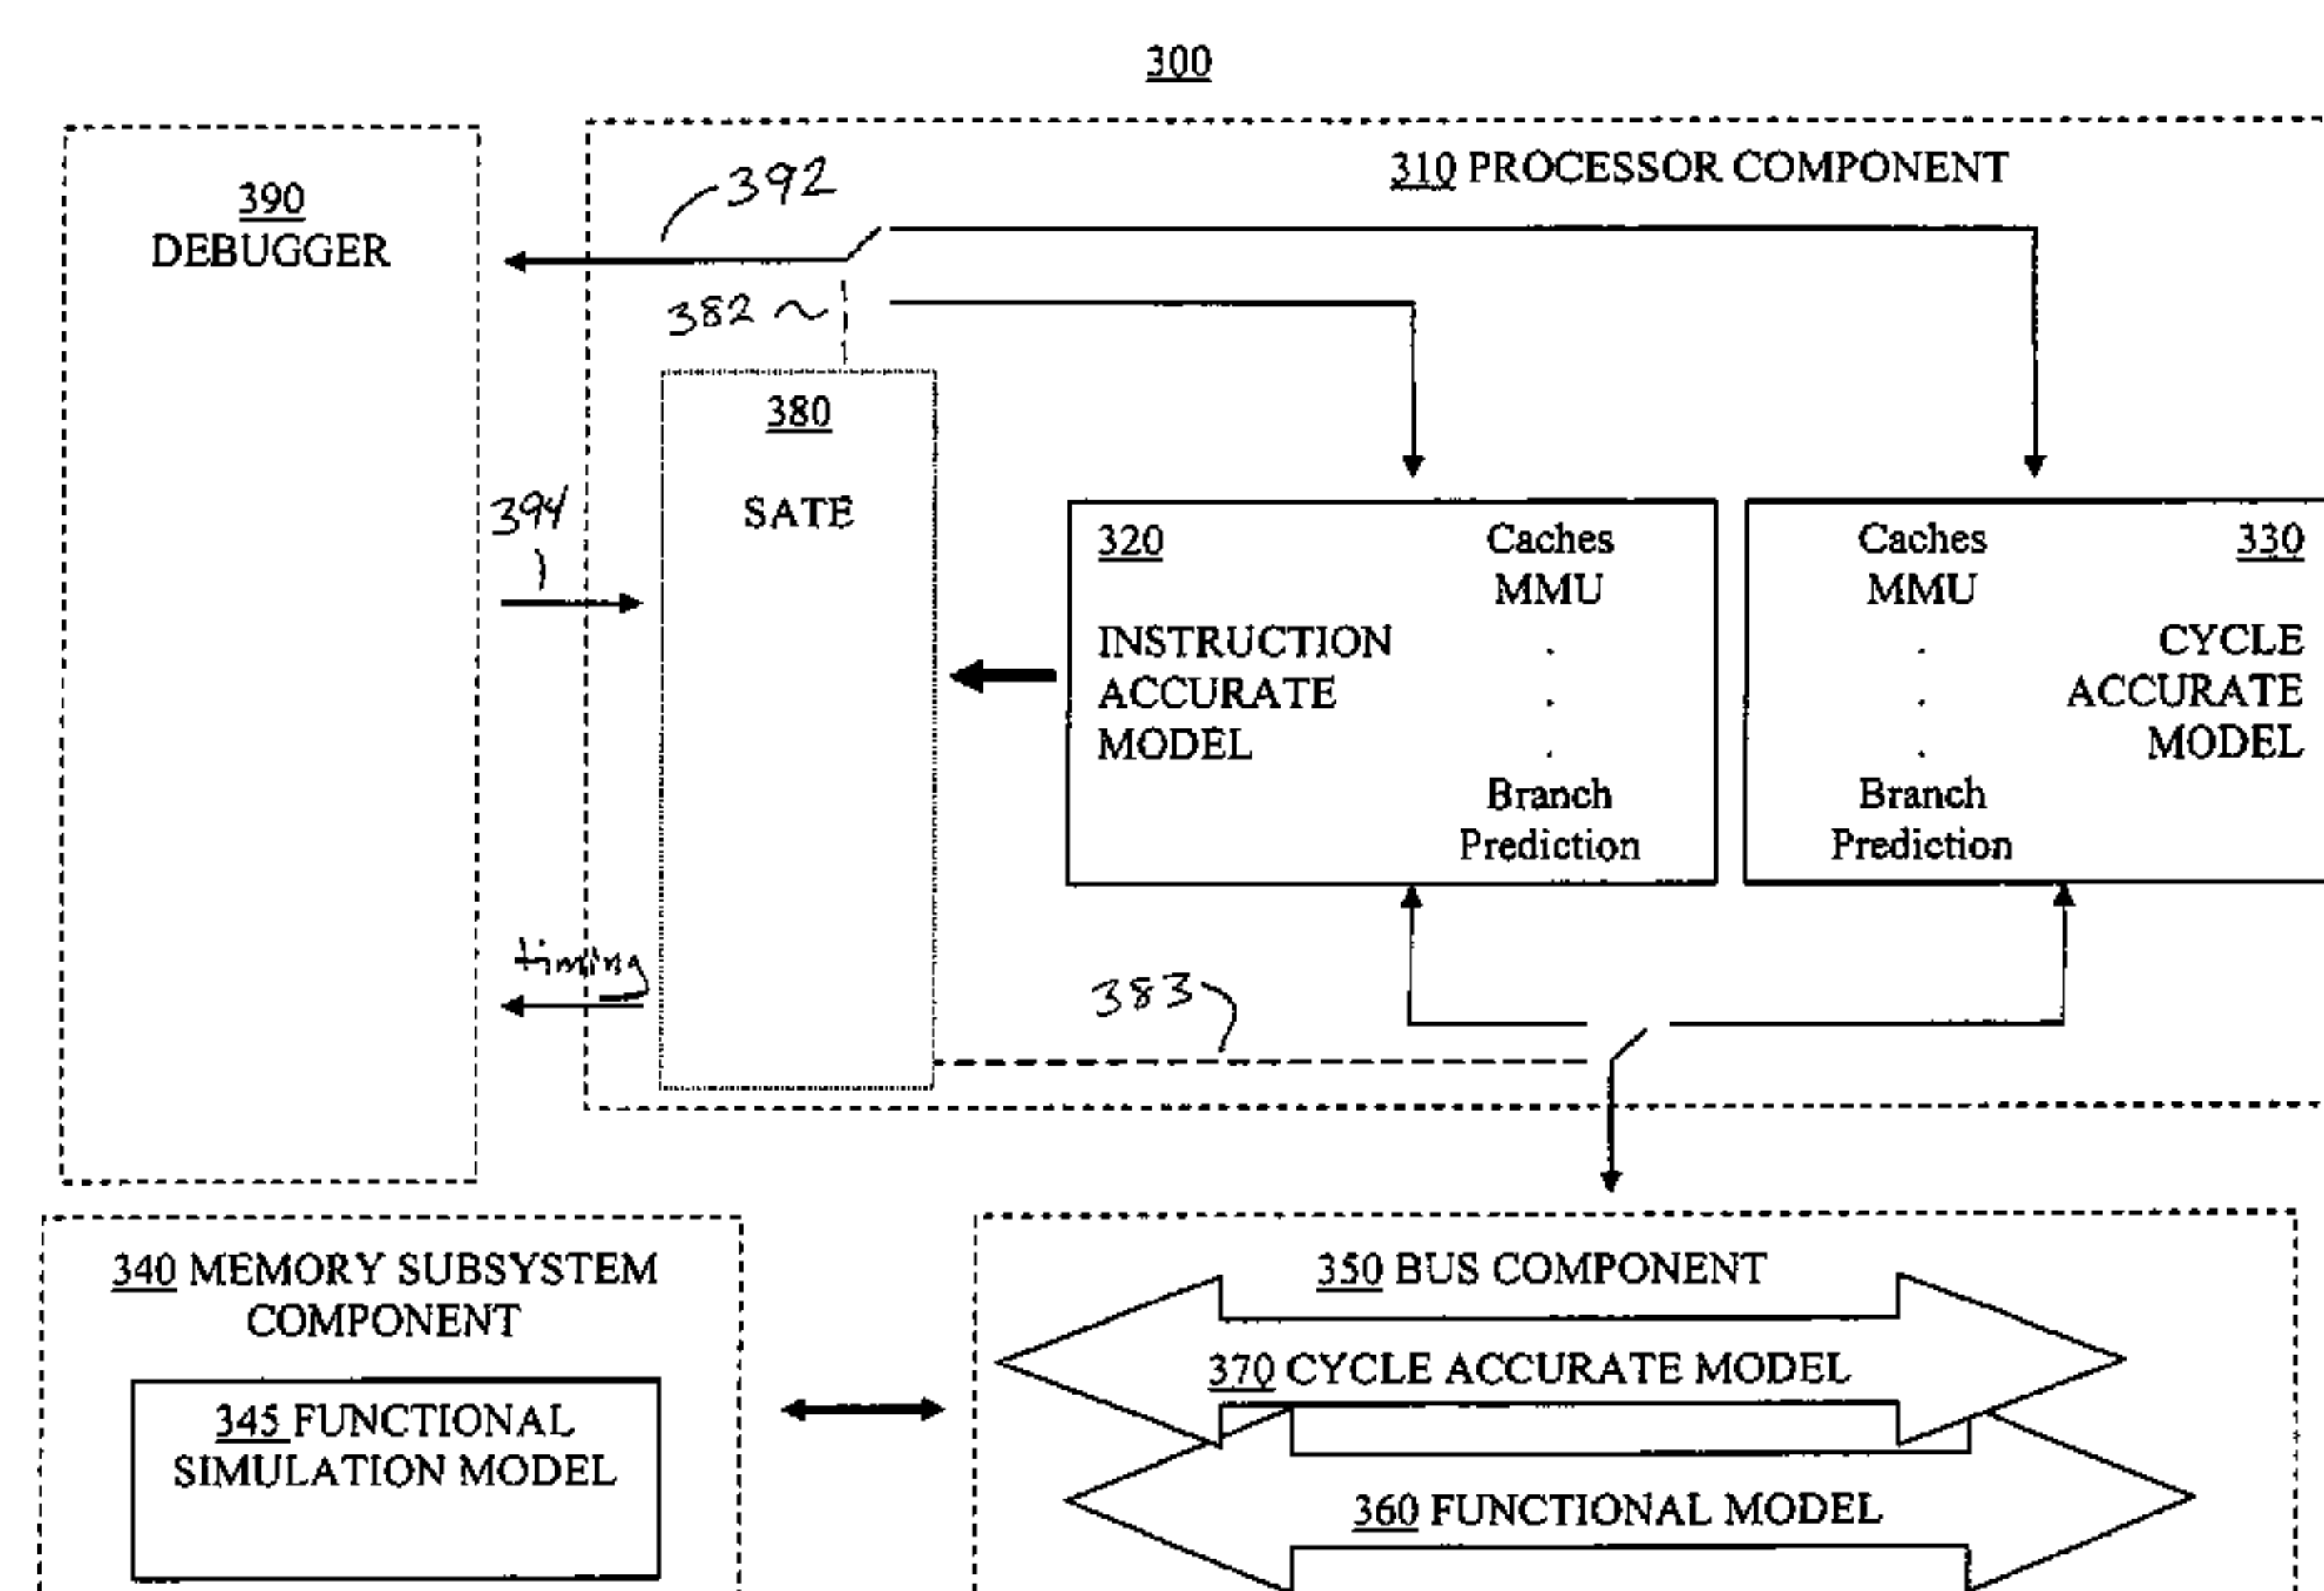 300
390
DEBUGGER
392
310 PROCESSOR COMPONENT
382
380
SATE
394
320
INSTRUCTION
ACCURATE
MODEL
Caches
MMU
.
.
.
Branch
Prediction
Caches
MMU
.
.
.
Branch
Prediction
330
CYCLE
ACCURATE
MODEL
timing
383
340 MEMORY SUBSYSTEM
COMPONENT
345 FUNCTIONAL
SIMULATION MODEL
350 BUS COMPONENT
370 CYCLE ACCURATE MODEL
360 FUNCTIONAL MODEL